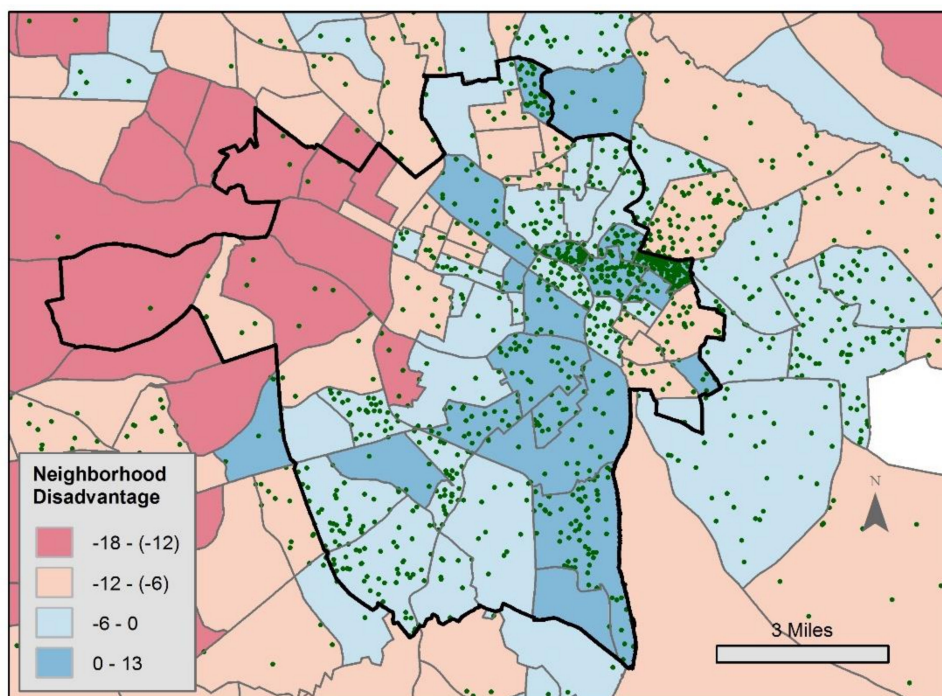 Neighborhood
Disadvantage
-18 - (-12)
-12 - (-6)
-6 - 0
0 - 13
N
3 Miles